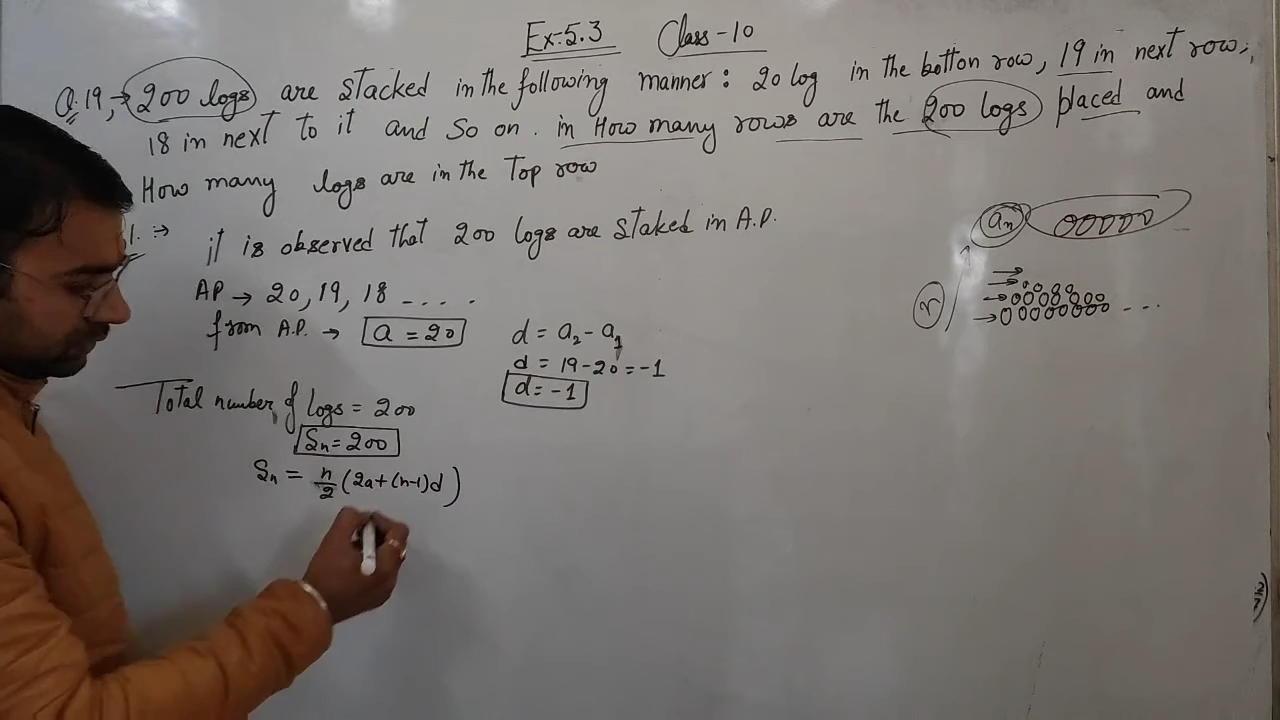 Ex:5.3 Class-10
Q.19, → 200 logs are stacked in the following manner: 20 log in the botton row, 19 in next row,
18 in next to it and so on. in How many rows are the 200 logs placed and
How many logs are in the Top row
it is observed that 200 logs are staked in A.P.
AP → 20, 19, 18 .....
from A.P. → a = 20
d = a₂ - a₁
d = 19-20 = -1
d = -1
Total number of logs = 200
Sn = 200
Sn = n/2 (2a+(n-1)d)
an